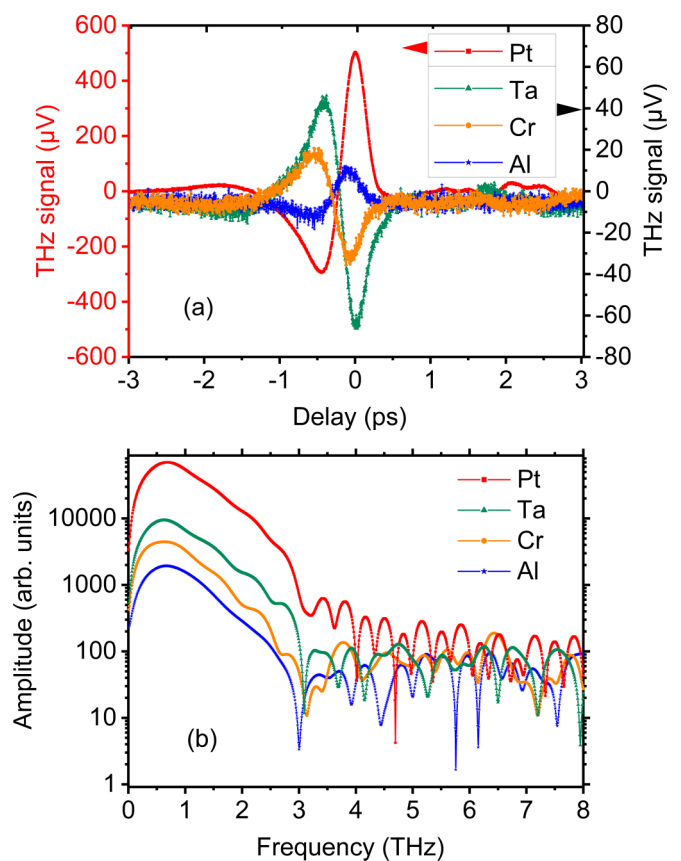 600
400
200
0
-200
-400
-600
THz signal (µV)
80
60
40
20
0
-20
-40
-60
-80
THz signal (µV)
Pt
Ta
Cr
Al
(a)
-3
-2
-1
0
1
2
3
Delay (ps)
10000
1000
100
10
1
Amplitude (arb. units)
Pt
Ta
Cr
Al
(b)
0
1
2
3
4
5
6
7
8
Frequency (THz)